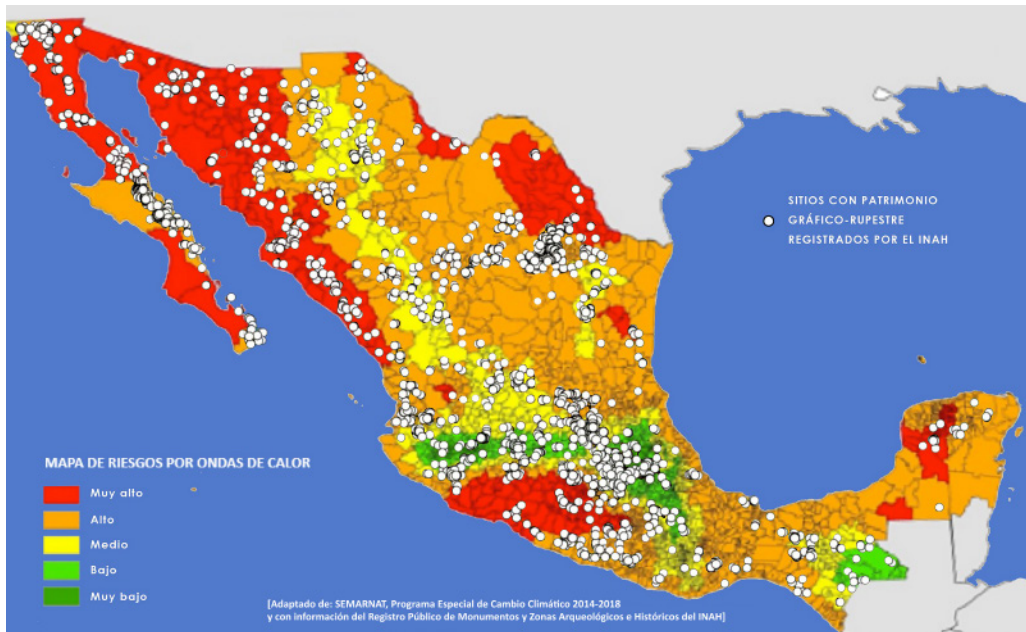 SITIOS CON PATRIMONIO
GRÁFICO-RUPESTRE
REGISTRADOS POR EL INAH
MAPA DE RIESGOS POR ONDAS DE CALOR
Muy alto
Alto
Medio
Bajo
Muy bajo
[Adaptado de: SEMARNAT, Programa Especial de Cambio Climático 2014-2018
y con información del Registro Público de Monumentos y Zonas Arqueológicos e Históricos del INAH]